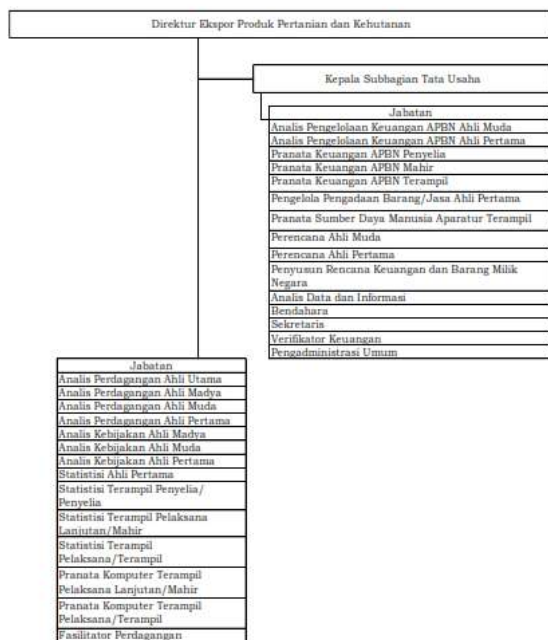 Direktur Ekspor Produk Pertanian dan Kehutanan
Kepala Subbagian Tata Usaha
Jabatan
Analis Pengelolaan Keuangan APBN Ahli Muda
Analis Pengelolaan Keuangan APBN Ahli Pertama
Pranata Keuangan APBN Penyelia
Pranata Keuangan APBN Mahir
Pranata Keuangan APBN Terampil
Pengelola Pengadaan Barang/Jasa Ahli Pertama
Pranata Sumber Daya Manusia Aparatur Terampil
Perencana Ahli Muda
Perencana Ahli Pertama
Penyusun Rencana Keuangan dan Barang Milik
Negara
Analis Data dan Informasi
Bendahara
Sekretaris
Verifikator Keuangan
Pengadministrasi Umum
Jabatan
Analis Perdagangan Ahli Utama
Analis Perdagangan Ahli Madya
Analis Perdagangan Ahli Muda
Analis Perdagangan Ahli Pertama
Analis Kebijakan Ahli Madya
Analis Kebijakan Ahli Muda
Analis Kebijakan Ahli Pertama
Statistisi Ahli Pertama
Statistisi Terampil Penyelia/
Penyelia
Statistisi Terampil Pelaksana
Lanjutan/Mahir
Statistisi Terampil
Pelaksana/Terampil
Pranata Komputer Terampil
Pelaksana Lanjutan/Mahir
Pranata Komputer Terampil
Pelaksana/Terampil
Fasilitator Perdagangan